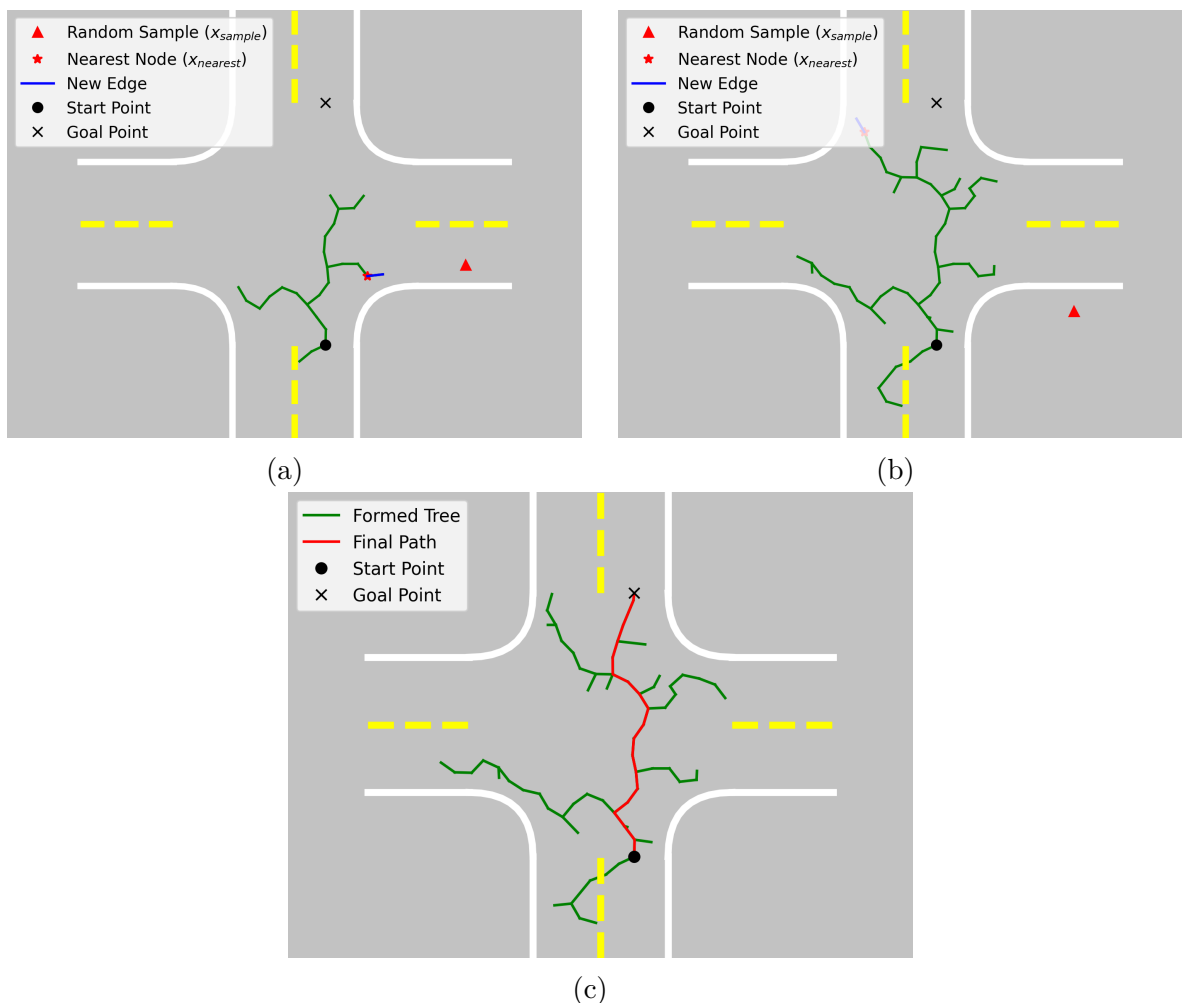 Random Sample (x_sample)
Nearest Node (x_nearest)
New Edge
Start Point
Goal Point
(a)
Random Sample (x_sample)
Nearest Node (x_nearest)
New Edge
Start Point
Goal Point
(b)
Formed Tree
Final Path
Start Point
Goal Point
(c)